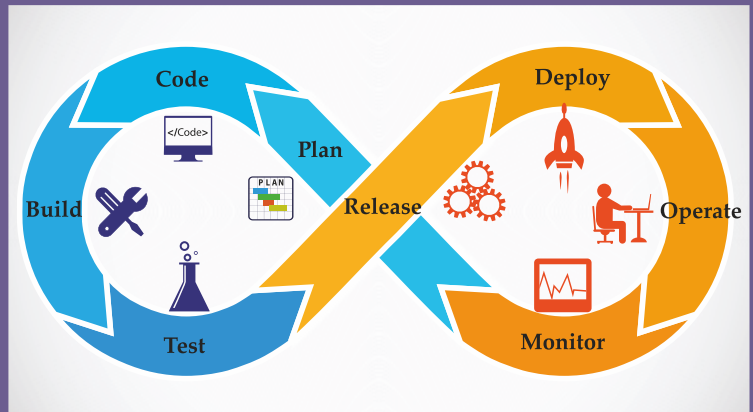 Code
Deploy
</Code>
Plan
PLAN
Build
Release
Operate
Test
Monitor